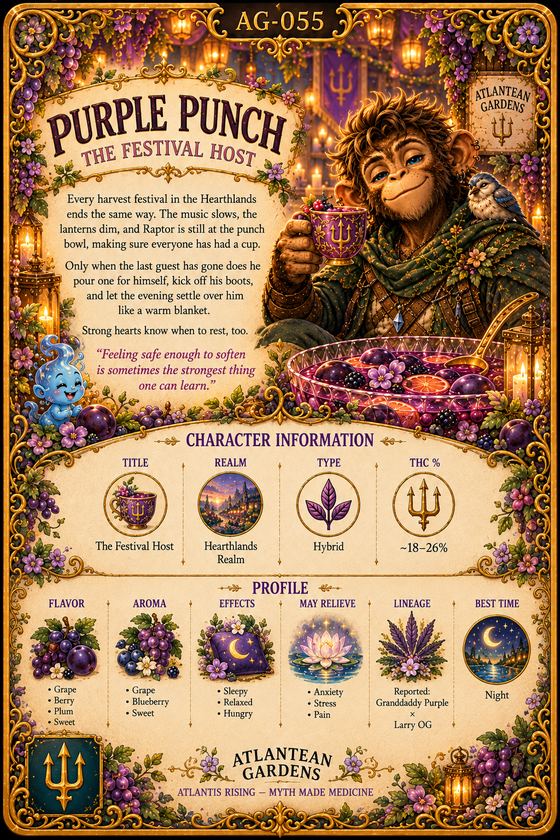 AG-055
ATLANTEAN
GARDENS
PURPLE PUNCH
THE FESTIVAL HOST
Every harvest festival in the Hearthlands
ends the same way. The music slows, the
lanterns dim, and Raptor is still at the punch
bowl, making sure everyone has had a cup.
Only when the last guest has gone does he
pour one for himself, kick off his boots,
and let the evening settle over him
like a warm blanket.
Strong hearts know when to rest, too.
“Feeling safe enough to soften
is sometimes the strongest thing
one can learn.”
CHARACTER INFORMATION
TITLE
The Festival Host
REALM
Hearthlands
Realm
TYPE
Hybrid
THC %
~18–26%
PROFILE
FLAVOR
• Grape
• Berry
• Plum
• Sweet
AROMA
• Grape
• Blueberry
• Sweet
EFFECTS
• Sleepy
• Relaxed
• Hungry
MAY RELIEVE
• Anxiety
• Stress
• Pain
LINEAGE
Reported:
Granddaddy Purple
×
Larry OG
BEST TIME
Night
ATLANTEAN
GARDENS
ATLANTIS RISING – MYTH MADE MEDICINE